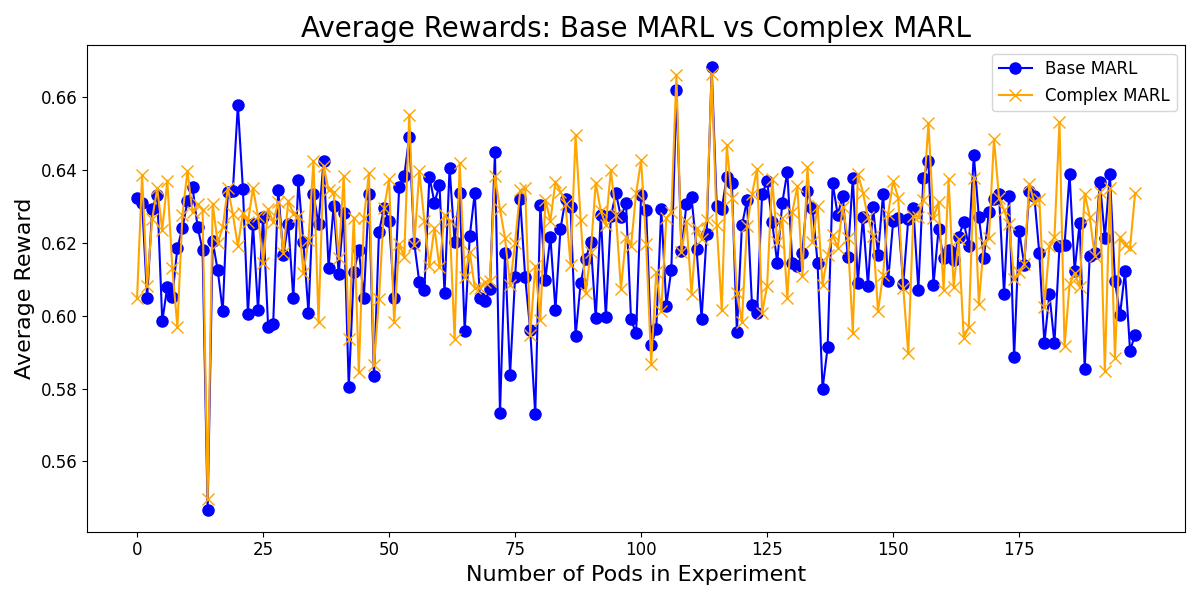 Average Rewards: Base MARL vs Complex MARL
Base MARL
Complex MARL
Average Reward
0.66
0.64
0.62
0.60
0.58
0.56
0 25 50 75 100 125 150 175
Number of Pods in Experiment